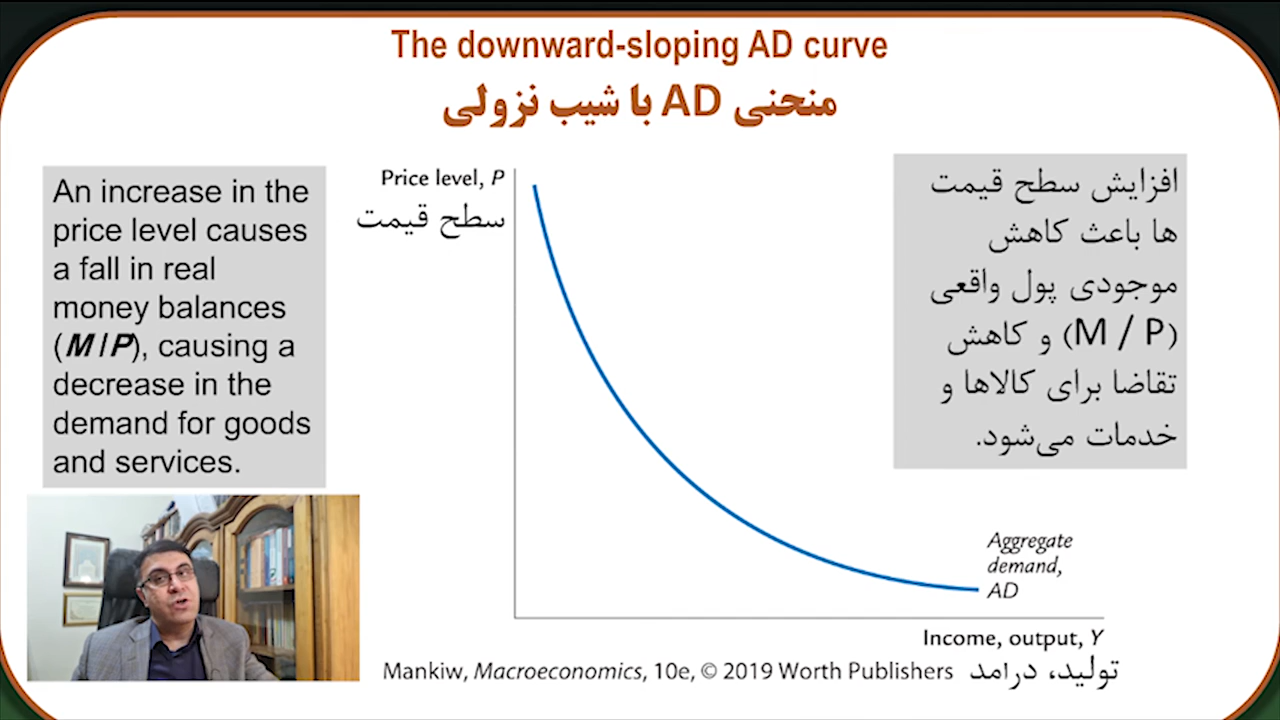 The downward-sloping AD curve
منحنی AD با شیب نزولی
An increase in the
price level causes
a fall in real
money balances
(M/P), causing a
decrease in the
demand for goods
and services.
Price level, P
سطح قیمت
افزایش سطح قیمت
ها باعث کاهش
موجودی پول واقعی
(M / P) و کاهش
تقاضا برای کالاها و
خدمات می‌شود.
Aggregate
demand,
AD
Income, output, Y
تولید، درامد
Mankiw, Macroeconomics, 10e, © 2019 Worth Publishers